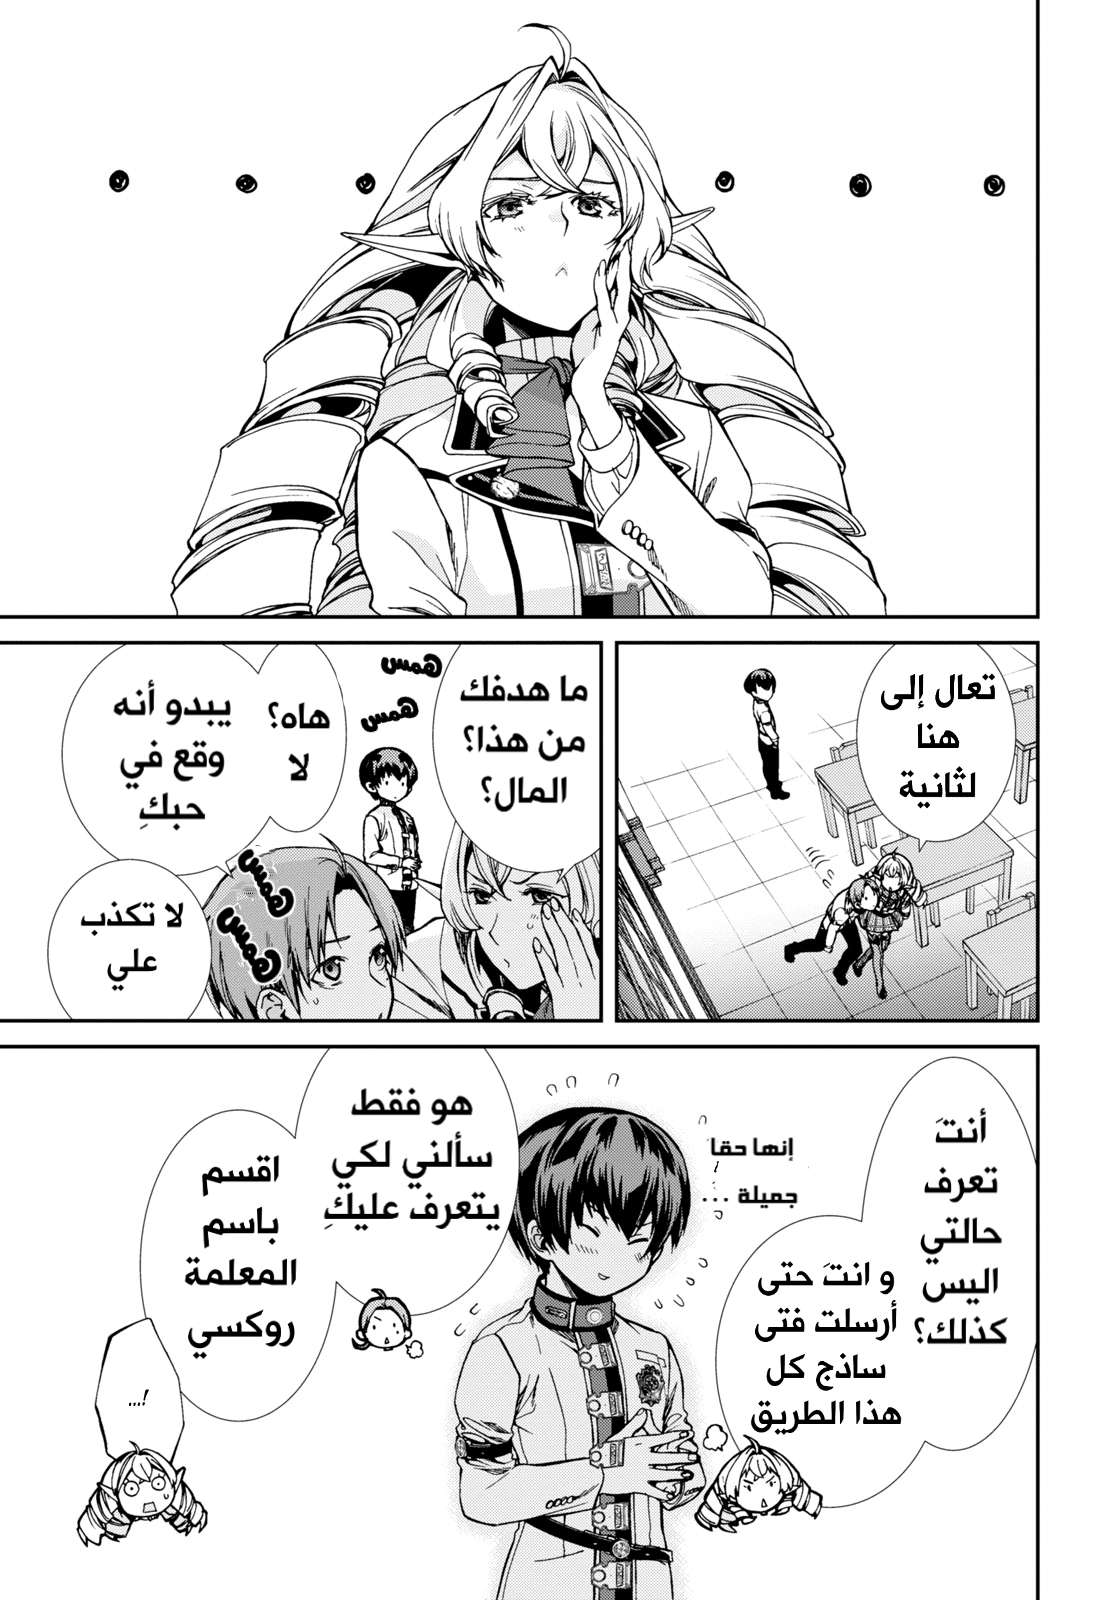 تعال إلى
هنا
لثانية
ما هدفك
من هذا؟
المال؟
همس
همس
هاه؟
لا
يبدو أنه
وقع في
حبكِ
همس
همس
لا تكذب
علي
أنتَ
تعرف
حالتي
اليس
كذلك؟
و انتَ حتى
أرسلت فتى
ساذج كل
هذا الطريق
إنها حقا
جميلة ...
هو فقط
سألني لكي
يتعرف عليكِ
اقسم
باسم
المعلمة
روكسي
...!